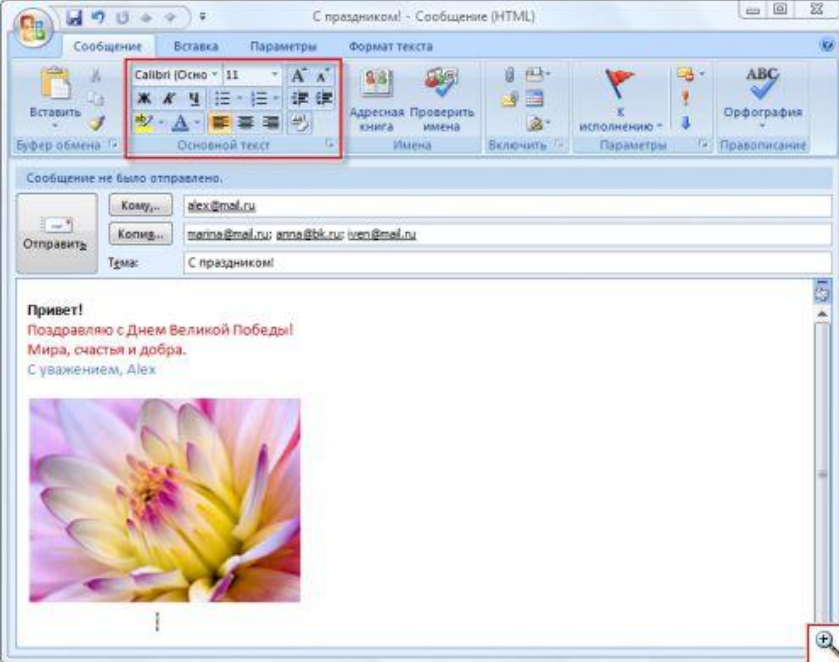 С праздником! - Сообщение (HTML)
Сообщение Вставка Параметры Формат текста
Calibri (Осно 11
Ж К Ч
Вставить
Адресная книга
Проверить имена
К исполнению
ABC
Орфография
Буфер обмена Основной текст Имена Включить Параметры Правописание
Сообщение не было отправлено.
Отправить
Кому... alex@mail.ru
Копия... marina@mail.ru; anna@bk.ru; iven@mail.ru
Тема: С праздником!
Привет!
Поздравляю с Днем Великой Победы!
Мира, счастья и добра.
С уважением, Alex